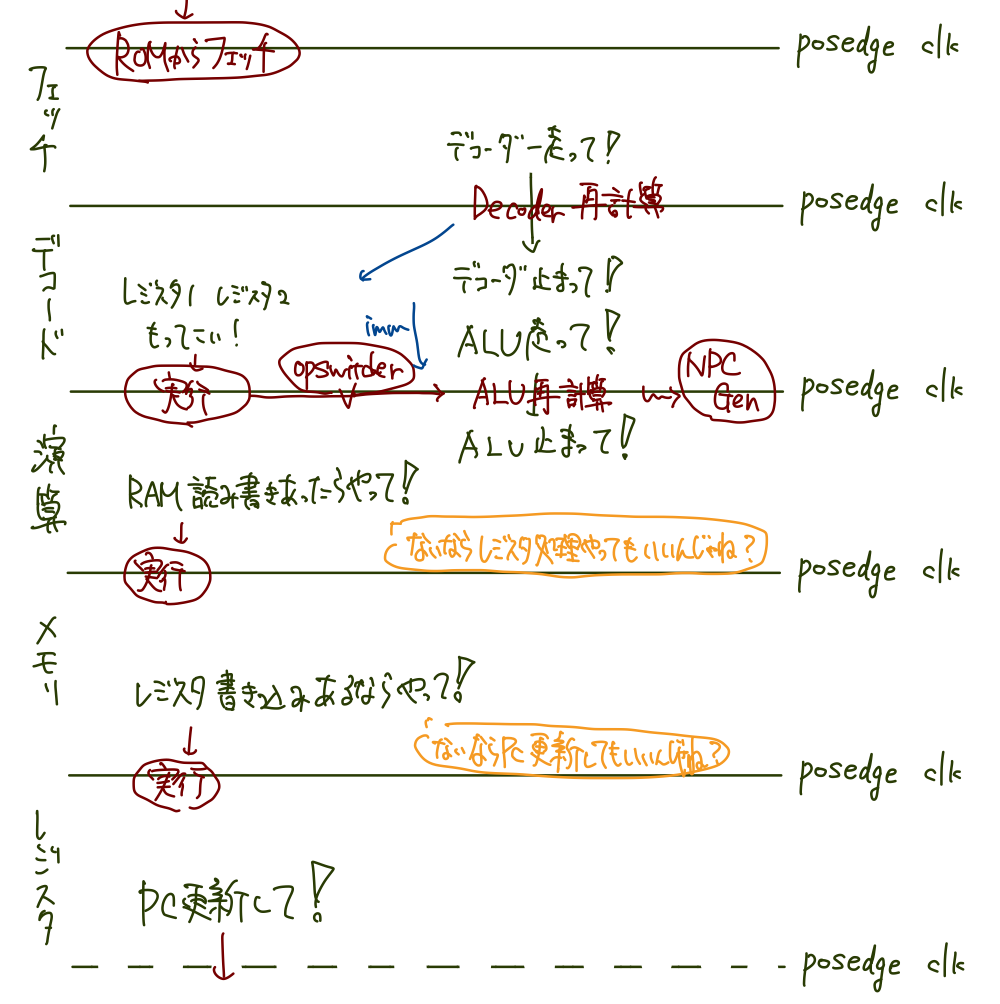 ROMからフェッチ
posedge clk
フェッチ
デコーダー走って!
Decoder 再計算
posedge clk
デコード
デコーダ止まって!
レジスタ1 レジスタ2
もってこい!
imm
ALU走って!
opswitder
NPC
Gen
実行
ALU再計算
posedge clk
ALU止まって!
演算
RAM 読み書きあったらやって!
ないならレジスタ処理やってもいいんじゃね?
実行
posedge clk
メモリ
レジスタ書き込みあるならやって!
ないならPC更新してもいいんじゃね?
実行
posedge clk
レジスタ
PC更新して!
posedge clk